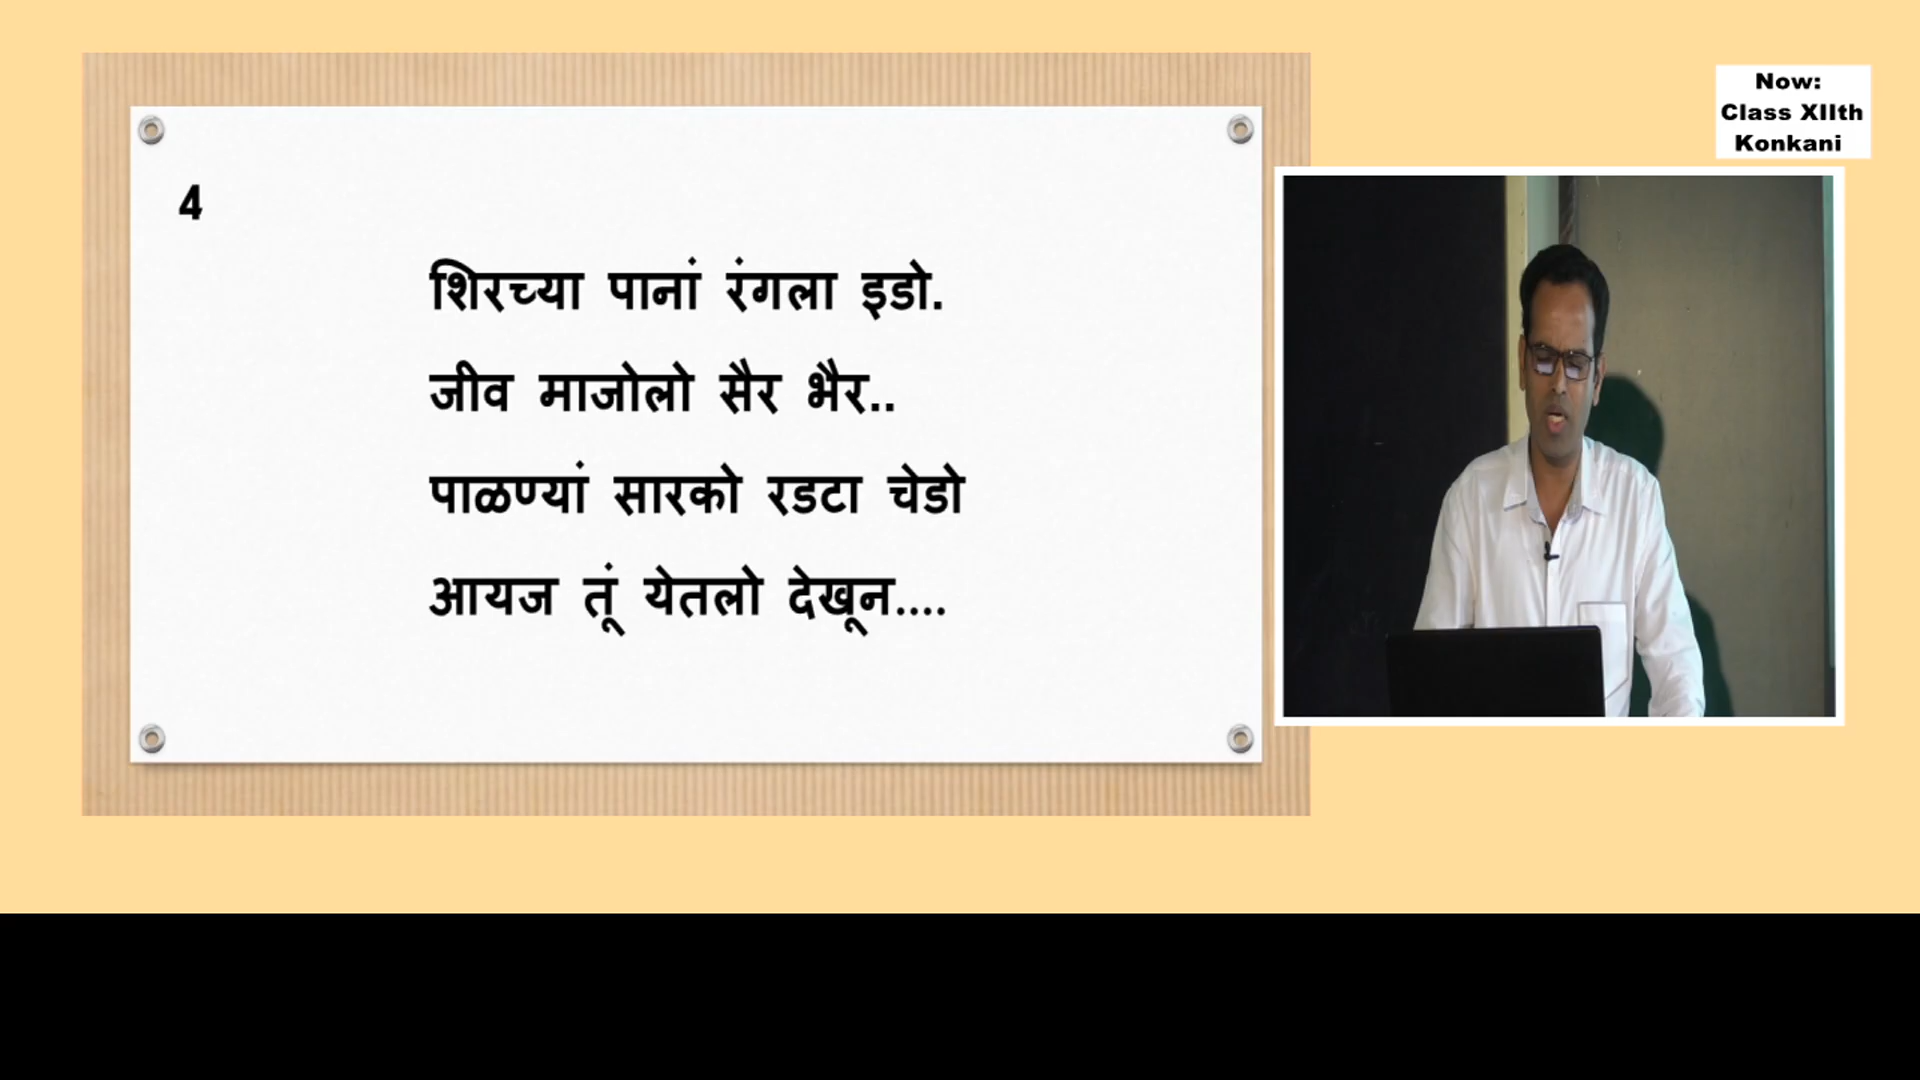 Now:
Class XIIth
Konkani
4
शिरच्या पानां रंगला इडो.
जीव माजोलो सैर भैर..
पाळण्यां सारको रडटा चेडो
आयज तूं येतलो देखून....